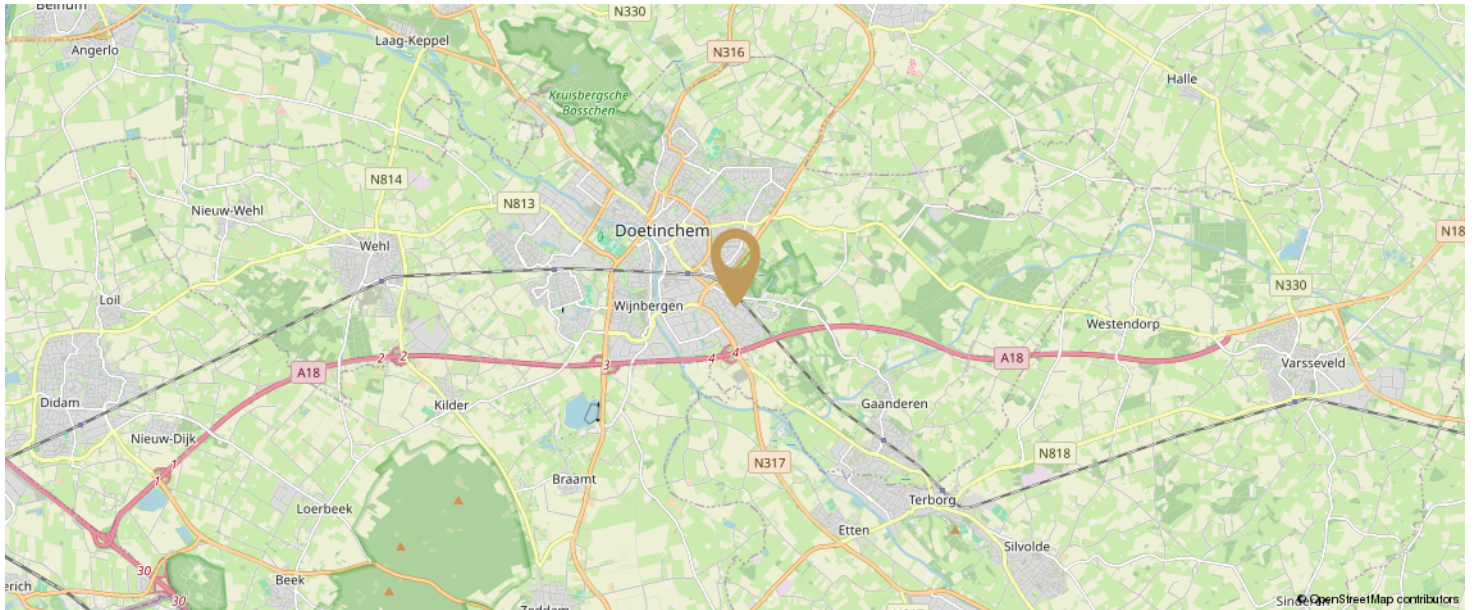 N330
Angerlo
Laag-Keppel
N316
Halle
Kruisbergsche
Bosschen
N814
Nieuw-Wehl
N813
Doetinchem
N18
Wehl
Loil
Wijnbergen
N330
Westendorp
2
2
3
4
4
A18
Varsseveld
A18
Didam
Kilder
Gaanderen
Nieuw-Dijk
1
1
N317
N818
Braamt
Loerbeek
Terborg
Etten
Silvolde
30
Beek
30
© OpenStreetMap contributors